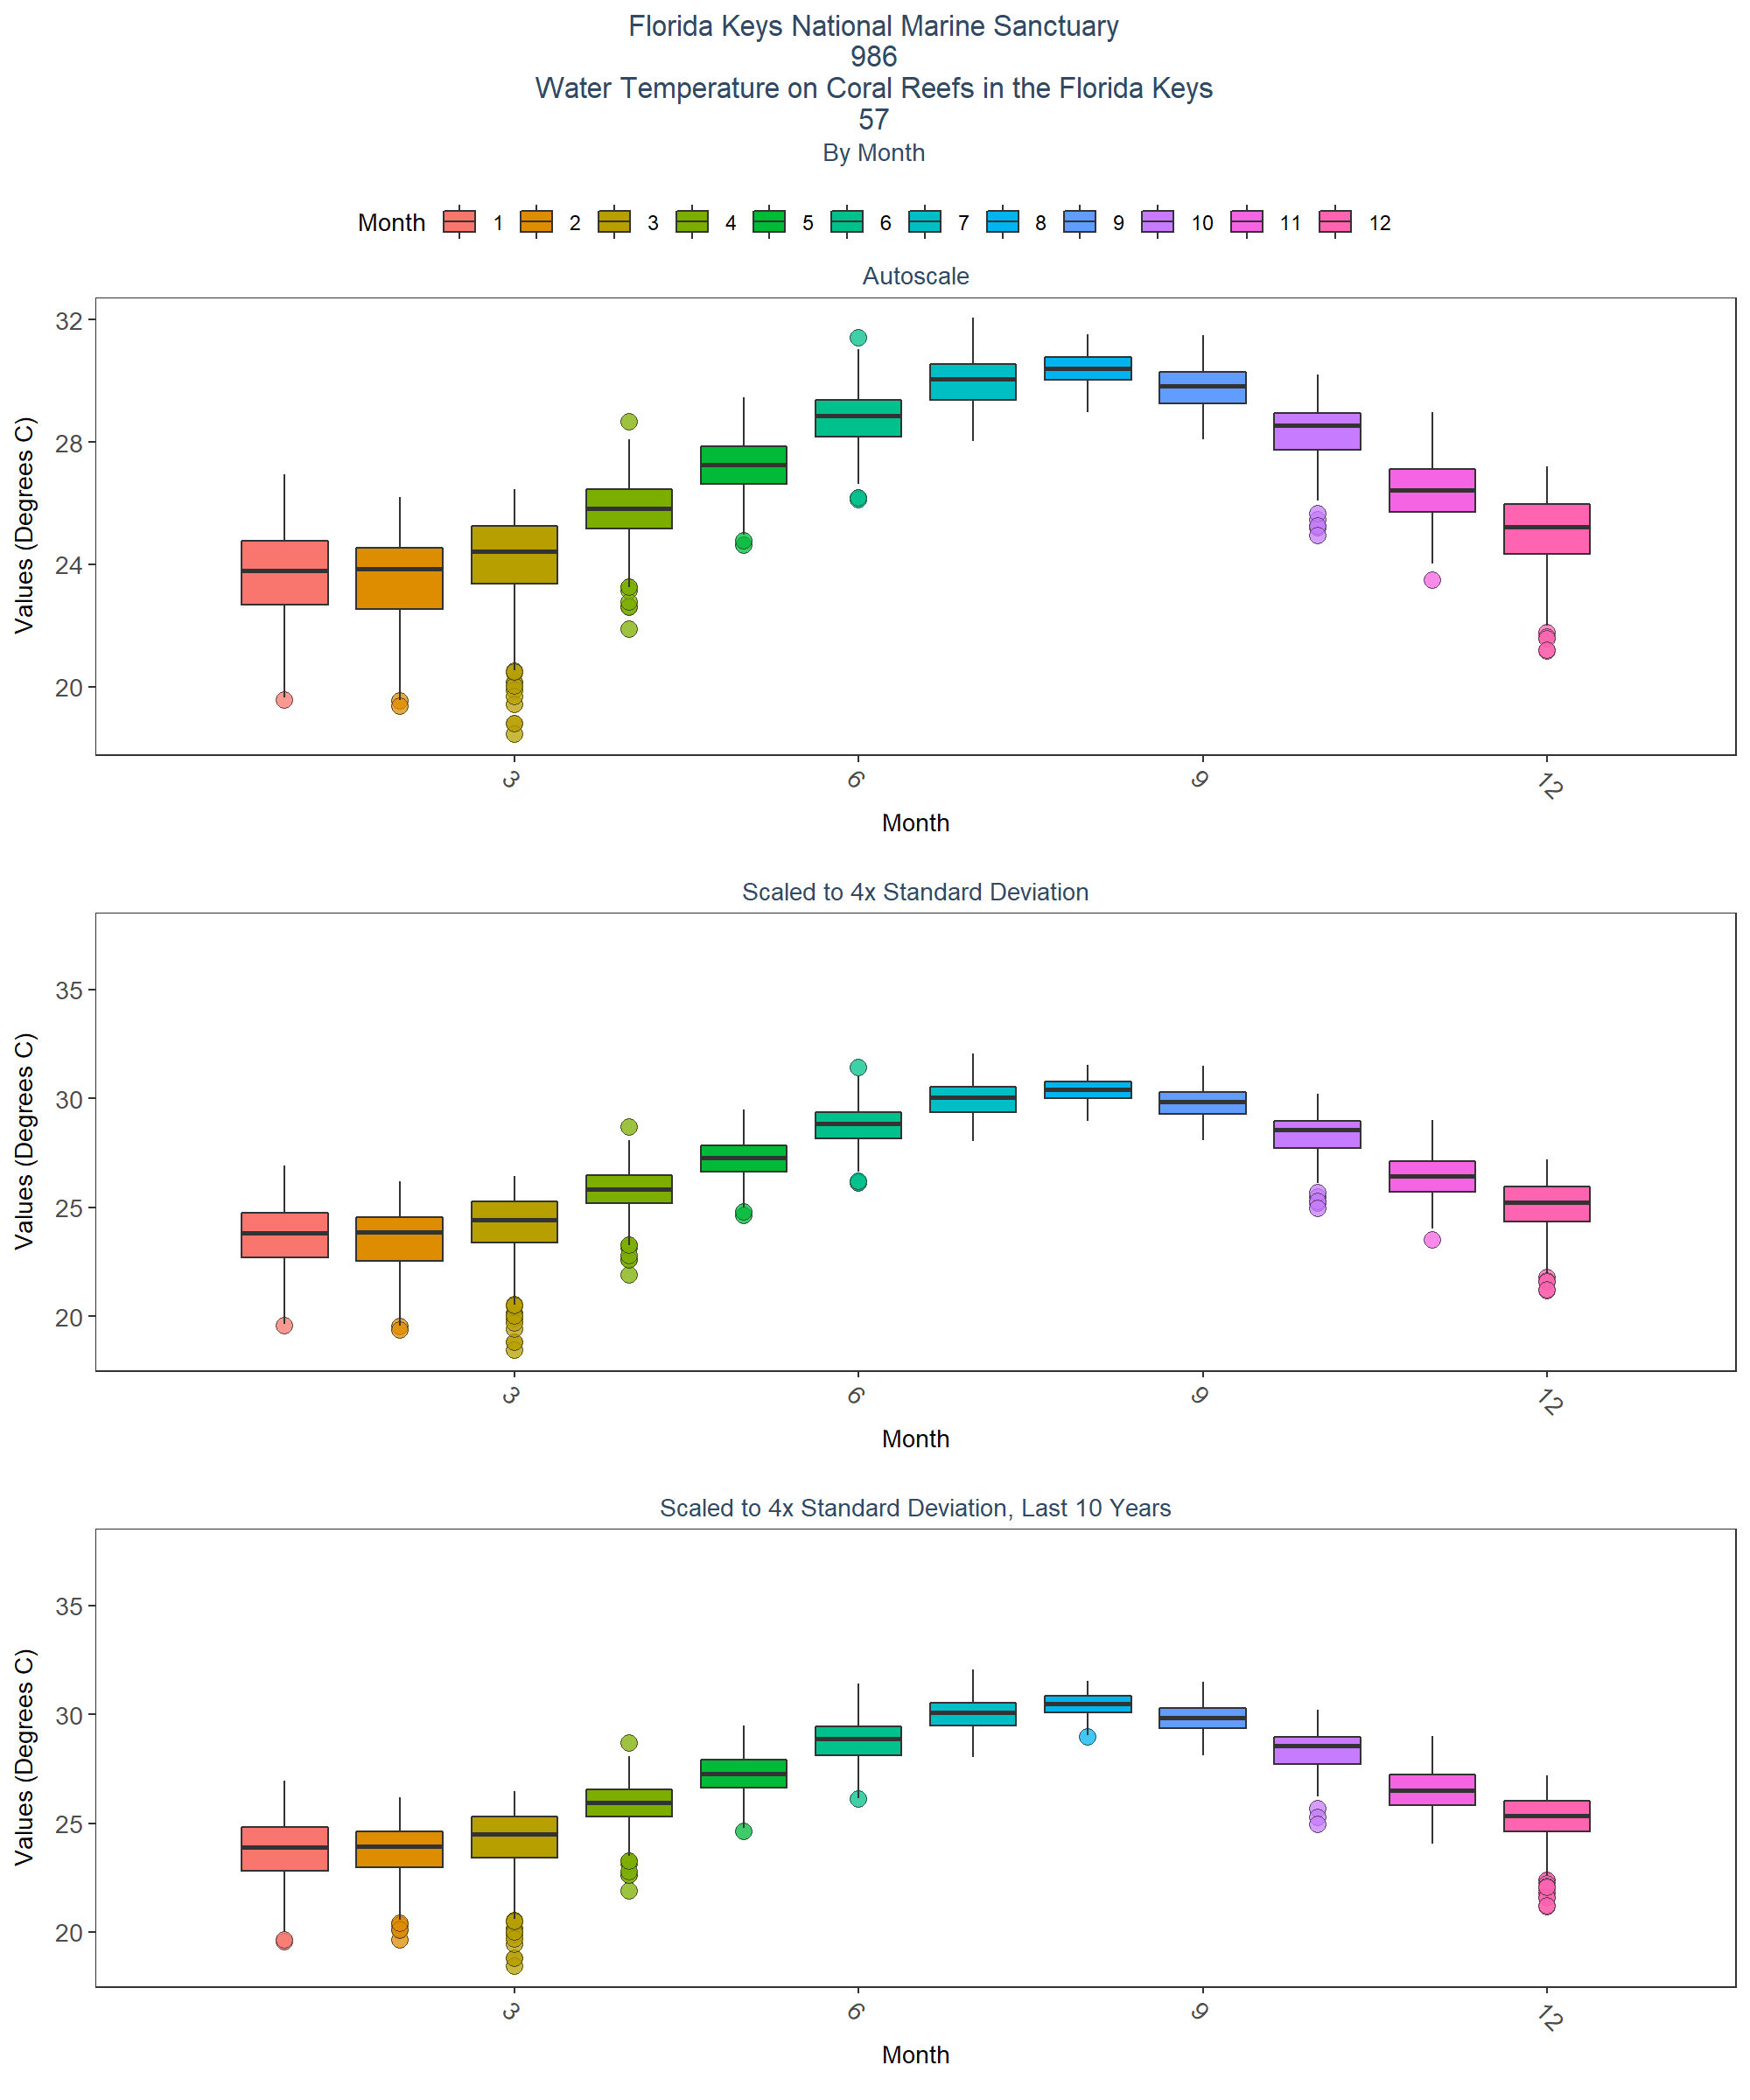 Florida Keys National Marine Sanctuary
986
Water Temperature on Coral Reefs in the Florida Keys
57
By Month
Month 1 2 3 4 5 6 7 8 9 10 11 12
Autoscale
Values (Degrees C)
32
28
24
20
3 6 9 12
Month
Scaled to 4x Standard Deviation
Values (Degrees C)
35
30
25
20
3 6 9 12
Month
Scaled to 4x Standard Deviation, Last 10 Years
Values (Degrees C)
35
30
25
20
3 6 9 12
Month